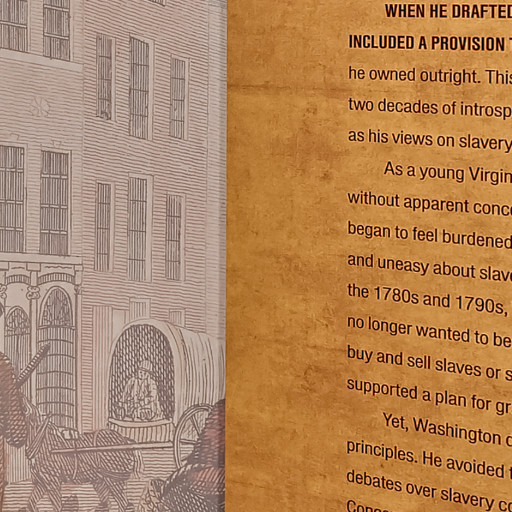 WHEN HE DRAFTED
INCLUDED A PROVISION
he owned outright. This
two decades of introsp
as his views on slavery
As a young Virgin
without apparent conc
began to feel burdened
and uneasy about slav
the 1780s and 1790s,
no longer wanted to be
buy and sell slaves or s
supported a plan for gr
Yet, Washington
principles. He avoided
debates over slavery